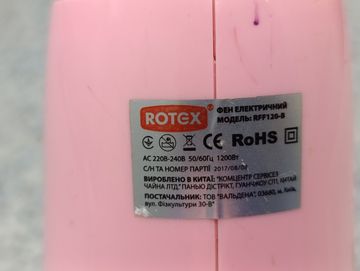 ROTEX
ФЕН ЕЛЕКТРИЧНИЙ
МОДЕЛЬ: RFF120-B
CE RoHS
AC 220В-240В 50/60Гц 1200Вт
С/Н ТА НОМЕР ПАРТІЇ 2017/08/06
ВИРОБЛЕНО В КИТАЇ: "КОМЦЕНТР СЕРВІСЕЗ
ЧАЙНА ЛТД." ПАНЬЮ ДІСТРІКТ, ГУАНЧЖОУ СІТІ, КИТАЙ
ПОСТАЧАЛЬНИК: ТОВ "ВАЛЬДЕНА", 03680, м. Київ,
вул. Фізкультури 30-В"